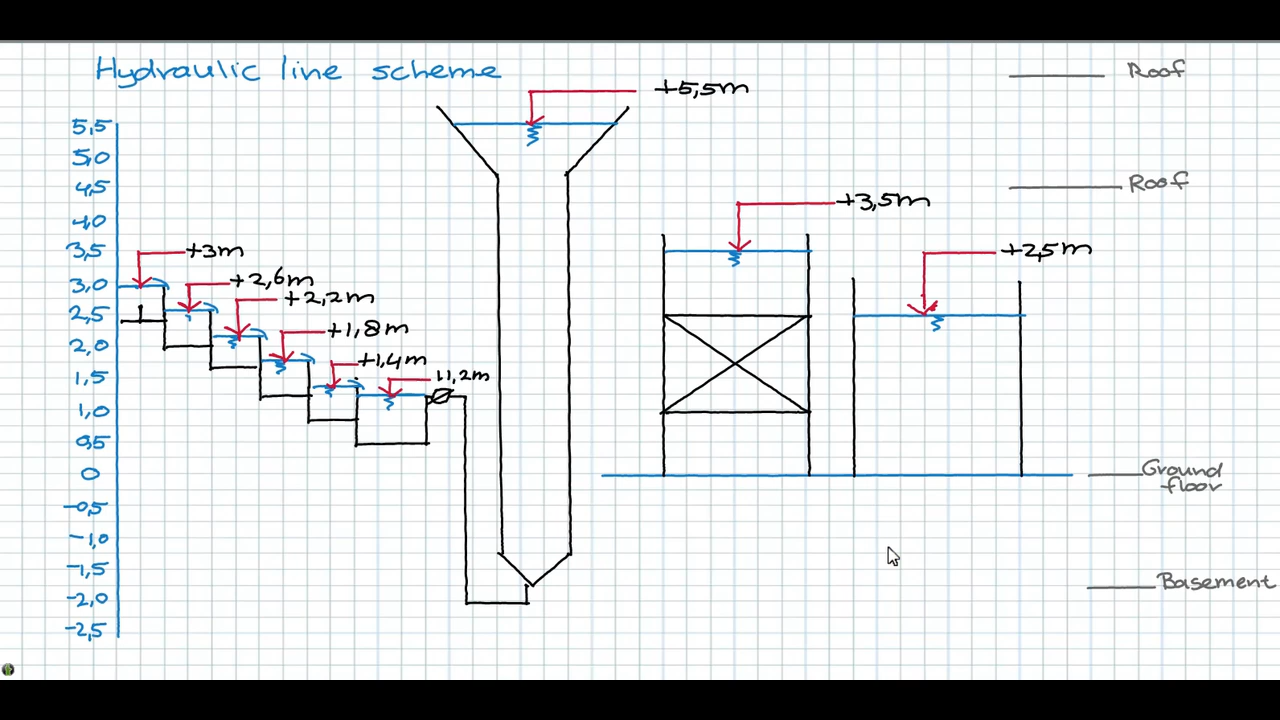 Hydraulic line scheme
Roof
+5,5m
5,5
5,0
4,5
4,0
3,5
3,0
2,5
2,0
1,5
1,0
0,5
0
-0,5
-1,0
-1,5
-2,0
-2,5
+3m
+2,6m
+2,2m
+1,8m
+1,4m
11,2m
+3,5m
Roof
+2,5m
Ground
floor
Basement